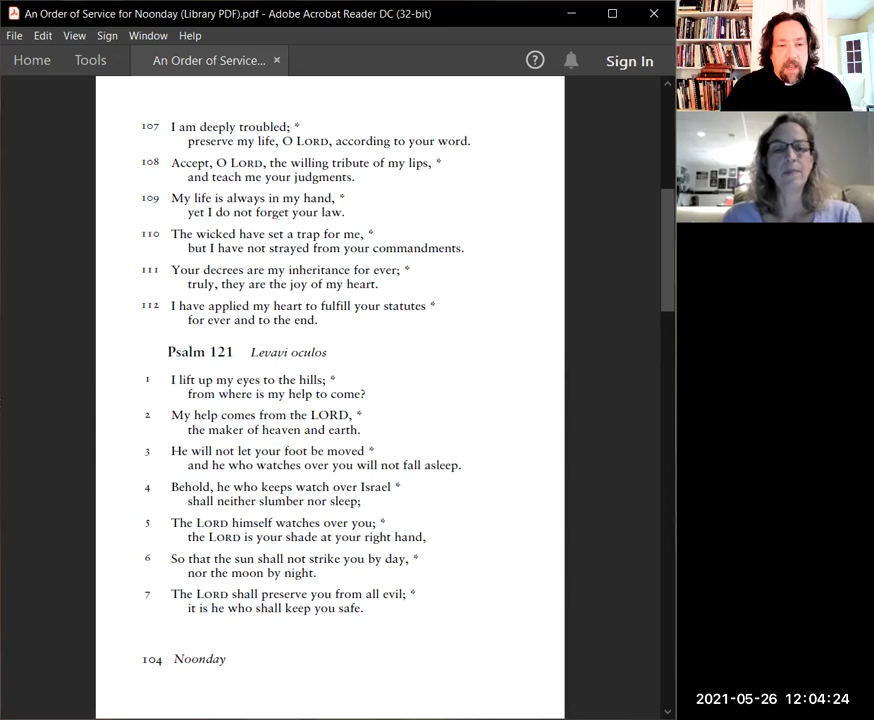 An Order of Service for Noonday (Library PDF).pdf - Adobe Acrobat Reader DC (32-bit)
File Edit View Sign Window Help
Home Tools An Order of Service... × Sign In
107 I am deeply troubled; *
preserve my life, O LORD, according to your word.
108 Accept, O LORD, the willing tribute of my lips, *
and teach me your judgments.
109 My life is always in my hand, *
yet I do not forget your law.
110 The wicked have set a trap for me, *
but I have not strayed from your commandments.
111 Your decrees are my inheritance for ever; *
truly, they are the joy of my heart.
112 I have applied my heart to fulfill your statutes *
for ever and to the end.
Psalm 121 Levavi oculos
1 I lift up my eyes to the hills; *
from where is my help to come?
2 My help comes from the LORD, *
the maker of heaven and earth.
3 He will not let your foot be moved *
and he who watches over you will not fall asleep.
4 Behold, he who keeps watch over Israel *
shall neither slumber nor sleep;
5 The LORD himself watches over you; *
the LORD is your shade at your right hand,
6 So that the sun shall not strike you by day, *
nor the moon by night.
7 The LORD shall preserve you from all evil; *
it is he who shall keep you safe.
104 Noonday
2021-05-26 12:04:24